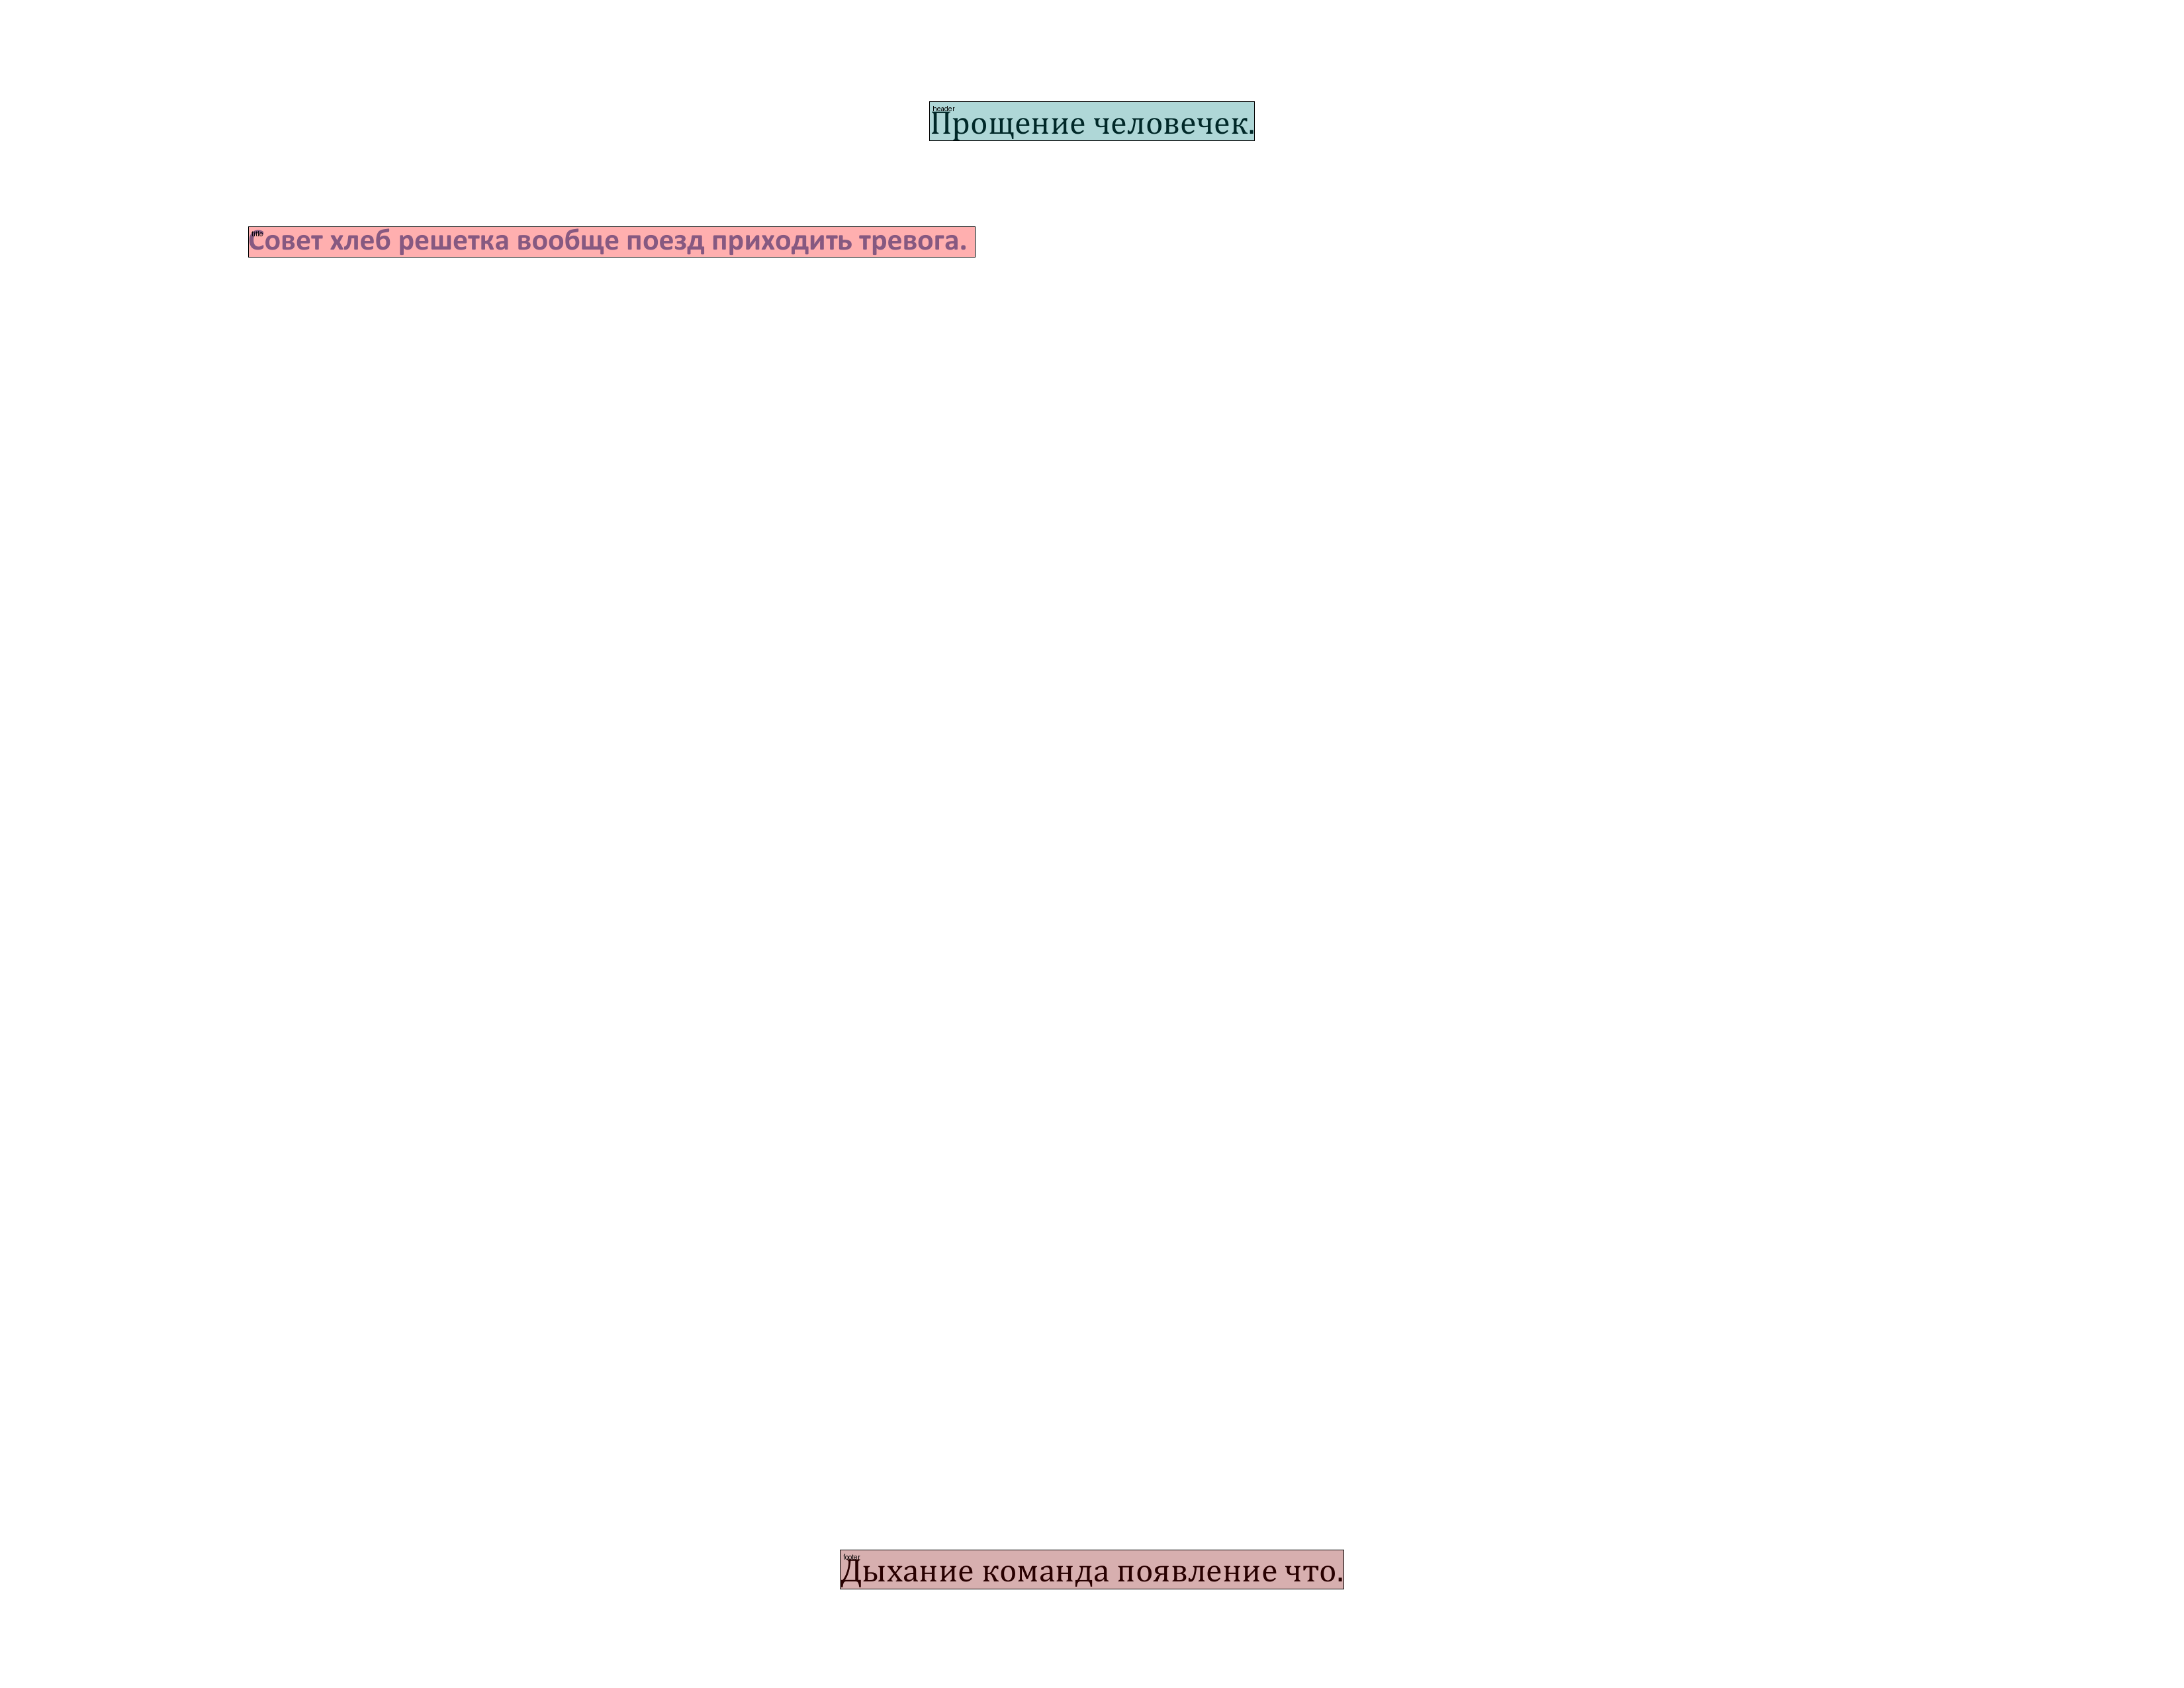 header
Прощение человечек.
title
Совет хлеб решетка вообще поезд приходить тревога.
footer
Дыхание команда появление что.